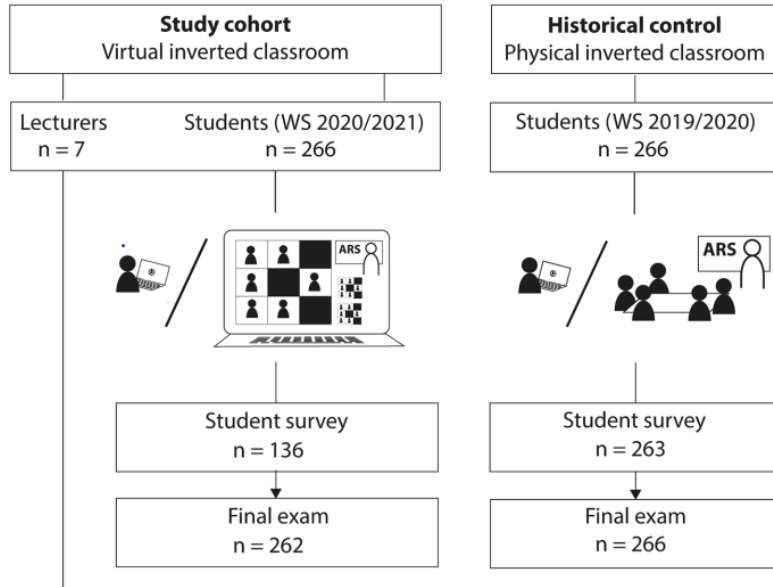 Study cohort
Virtual inverted classroom
Historical control
Physical inverted classroom
Lecturers
n = 7
Students (WS 2020/2021)
n = 266
Students (WS 2019/2020)
n = 266
ARS
ARS
Student survey
n = 136
Student survey
n = 263
Final exam
n = 262
Final exam
n = 266